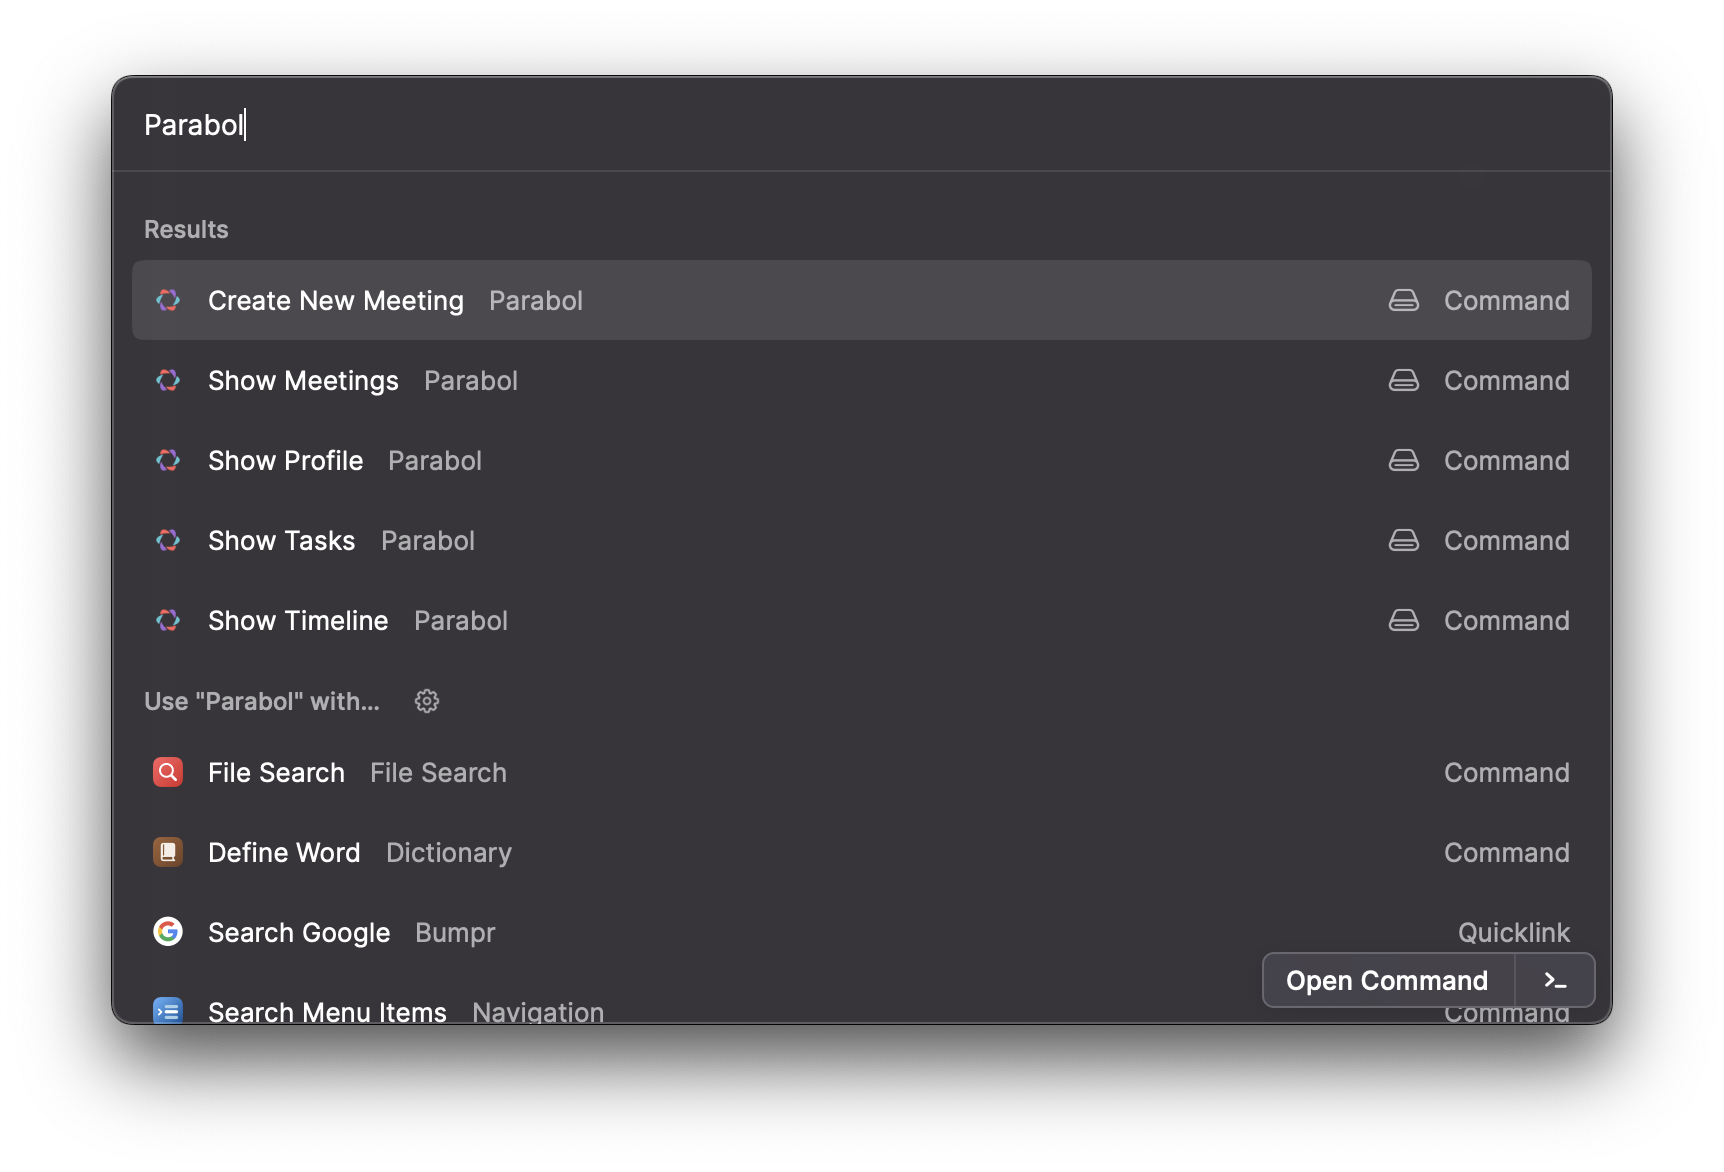 Parabol
Results
Create New Meeting Parabol Command
Show Meetings Parabol Command
Show Profile Parabol Command
Show Tasks Parabol Command
Show Timeline Parabol Command
Use "Parabol" with...
File Search File Search Command
Define Word Dictionary Command
Search Google Bumpr Quicklink
Open Command >_
Search Menu Items Navigation Command